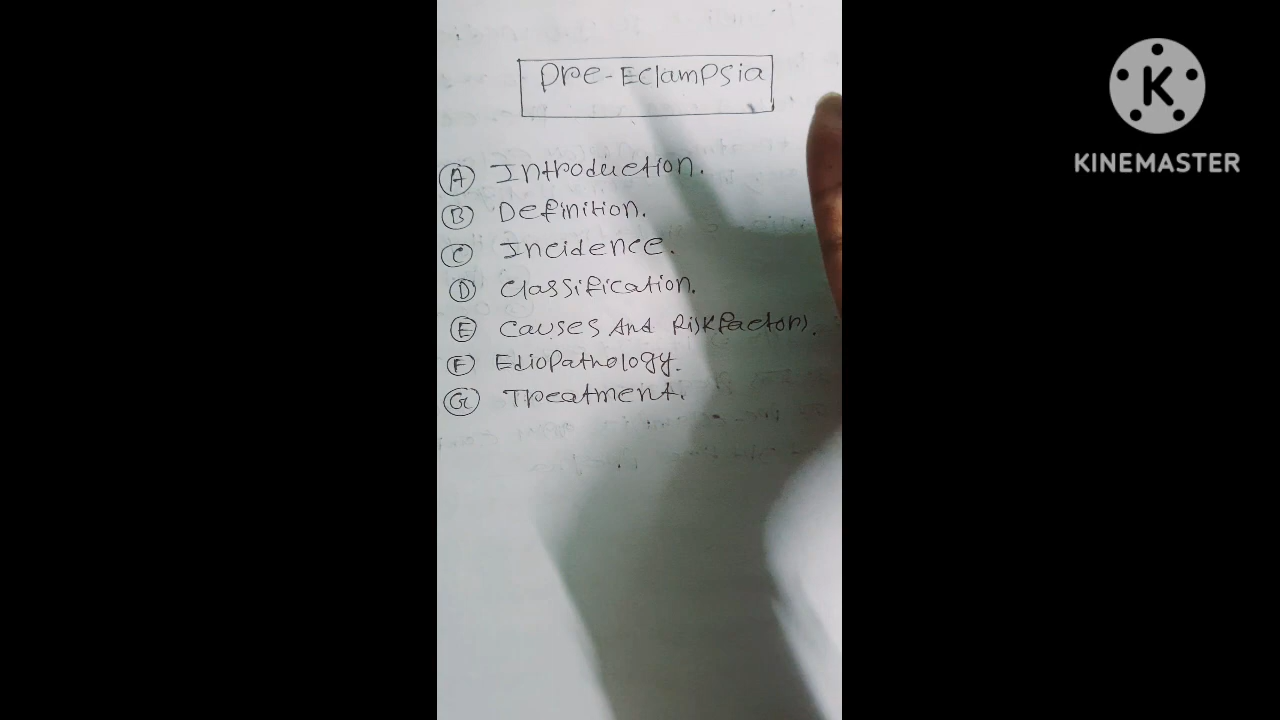 Pre-Eclampsia
A Introduction.
B Definition.
C Incidence.
D Classification.
E Causes And Riskfactors.
F Ediopathology.
G Treatment.
K
KINEMASTER